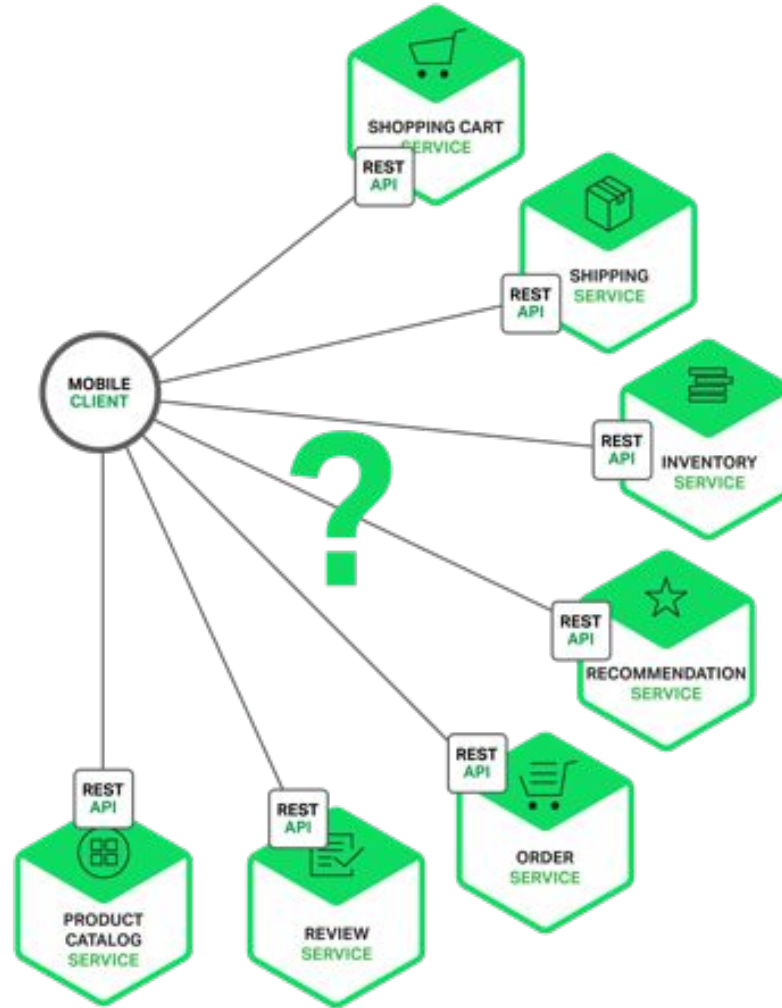 SHOPPING CART
SERVICE
REST
API
SHIPPING
SERVICE
REST
API
MOBILE
CLIENT
REST
API
INVENTORY
SERVICE
?
REST
API
RECOMMENDATION
SERVICE
REST
API
ORDER
SERVICE
REST
API
REVIEW
SERVICE
REST
API
PRODUCT
CATALOG
SERVICE